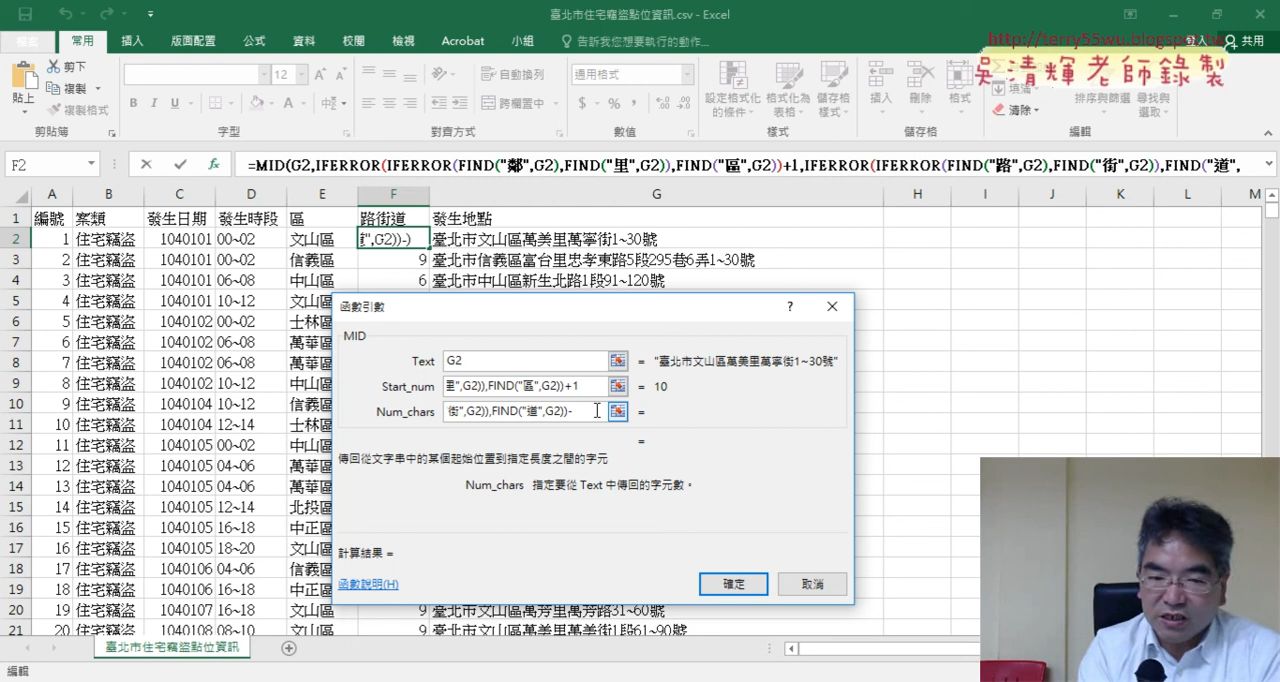 臺北市住宅竊盜點位資訊.csv - Excel
http://terry55wu.blogspot.tw
吳清輝老師錄製
常用 插入 版面配置 公式 資料 校閱 檢視 Acrobat 小組 告訴我您想要執行的動作... 登入 共用
貼上 剪下 複製 複製格式
12
自動換列 跨欄置中 通用格式
設定格式化的條件 格式化為表格 儲存格樣式 插入 刪除 格式 填滿 清除 排序與篩選 尋找與選取
剪貼簿 字型 對齊方式 數值 樣式 儲存格 編輯
F2 =MID(G2,IFERROR(IFERROR(FIND("鄰",G2),FIND("里",G2)),FIND("區",G2))+1,IFERROR(IFERROR(FIND("路",G2),FIND("街",G2)),FIND("道",
A B C D E F G H I J K L M
1 編號 案類 發生日期 發生時段 區 路街道 發生地點
2 1 住宅竊盜 1040101 00~02 文山區 ",G2))-) 臺北市文山區萬美里萬寧街1~30號
3 2 住宅竊盜 1040101 00~02 信義區 9 臺北市信義區富台里忠孝東路5段295巷6弄1~30號
4 3 住宅竊盜 1040101 06~08 中山區 6 臺北市中山區新生北路1段91~120號
5 4 住宅竊盜 1040101 10~12 文山區
6 5 住宅竊盜 1040102 00~02 士林區
7 6 住宅竊盜 1040102 06~08 萬華區
8 7 住宅竊盜 1040102 06~08 萬華區
9 8 住宅竊盜 1040102 10~12 中正區
10 9 住宅竊盜 1040104 10~12 信義區
11 10 住宅竊盜 1040104 12~14 士林區
12 11 住宅竊盜 1040105 00~02 中山區
13 12 住宅竊盜 1040105 04~06 萬華區
14 13 住宅竊盜 1040105 04~06 萬華區
15 14 住宅竊盜 1040105 12~14 北投區
16 15 住宅竊盜 1040105 16~18 中正區
17 16 住宅竊盜 1040105 18~20 文山區
18 17 住宅竊盜 1040106 04~06 信義區
19 18 住宅竊盜 1040106 16~18 中正區
20 19 住宅竊盜 1040107 16~18 文山區 9 臺北市文山區萬芳里萬芳路31~60號
21 20 住宅竊盜 1040108 08~10 文山區 9 臺北市文山區萬美里萬美街1段61~90號
函數引數 ?
MID
Text G2 = "臺北市文山區萬美里萬寧街1~30號"
Start_num 里",G2)),FIND("區",G2))+1 = 10
Num_chars 街",G2)),FIND("道",G2))- =
=
傳回從文字串中的某個起始位置到指定長度之間的字元
Num_chars 指定要從 Text 中傳回的字元數。
計算結果 =
函數說明(H) 確定 取消
臺北市住宅竊盜點位資訊
編輯